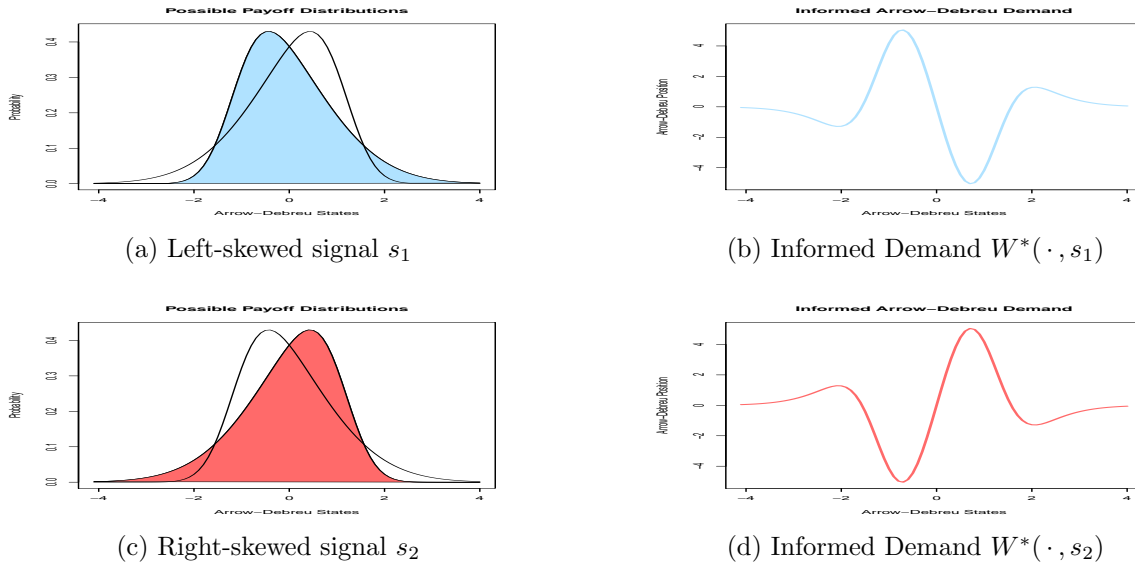 Possible Payoff Distributions
Probability
0.0 0.1 0.2 0.3 0.4
−4 −2 0 2 4
Arrow−Debreu States
(a) Left-skewed signal s₁
Informed Arrow−Debreu Demand
Arrow−Debreu Position
−4 −2 0 2 4
−4 −2 0 2 4
Arrow−Debreu States
(b) Informed Demand W*( · , s₁)
Possible Payoff Distributions
Probability
0.0 0.1 0.2 0.3 0.4
−4 −2 0 2 4
Arrow−Debreu States
(c) Right-skewed signal s₂
Informed Arrow−Debreu Demand
Arrow−Debreu Position
−4 −2 0 2 4
−4 −2 0 2 4
Arrow−Debreu States
(d) Informed Demand W*( · , s₂)